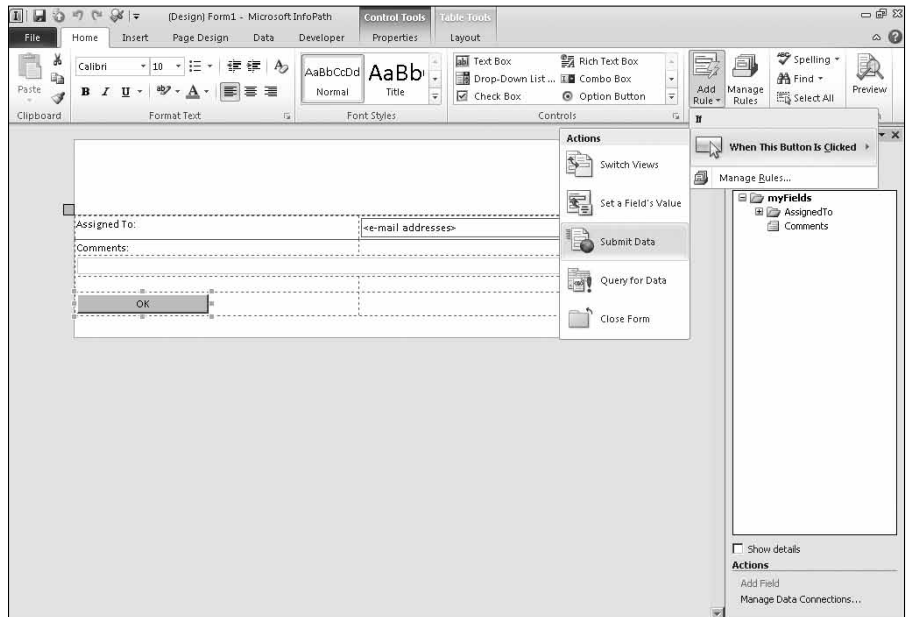 (Design) Form1 - Microsoft InfoPath
Control Tools
Table Tools
File Home Insert Page Design Data Developer Properties Layout
Paste
Clipboard
Calibri 10
B I U
Format Text
AaBbCcDd
Normal
AaBb
Title
Font Styles
Text Box
Drop-Down List ...
Check Box
Rich Text Box
Combo Box
Option Button
Controls
Add Rule
Manage Rules
Spelling
Find
Select All
Preview
If
When This Button Is Clicked
Manage Rules...
Actions
Switch Views
Set a Field's Value
Submit Data
Query for Data
Close Form
Assigned To:
<e-mail addresses>
Comments:
OK
myFields
AssignedTo
Comments
Show details
Actions
Add Field
Manage Data Connections...